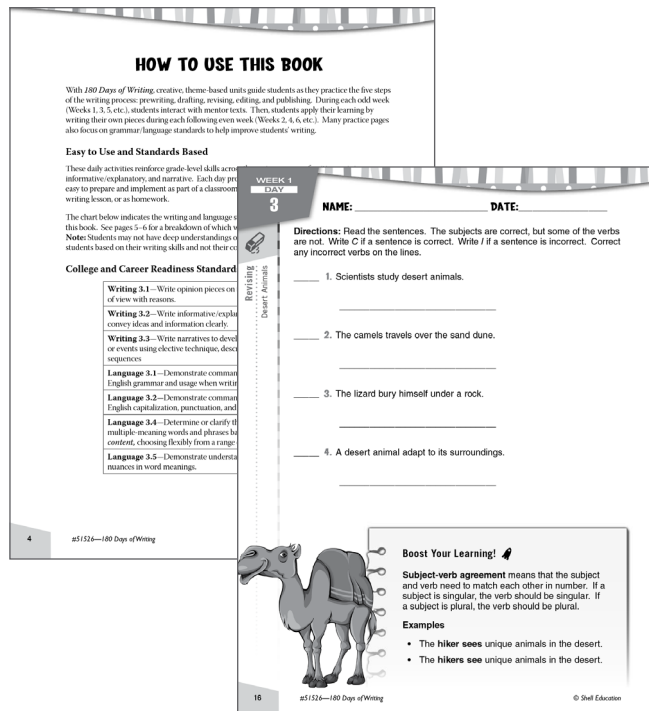 HOW TO USE THIS BOOK
With 180 Days of Writing, creative, theme-based units guide students as they practice the five steps
of the writing process: prewriting, drafting, revising, editing, and publishing. During each odd week
(Weeks 1, 3, 5, etc.), students interact with mentor texts. Then, students apply their learning by
writing their own pieces during each following even week (Weeks 2, 4, 6, etc.). Many practice pages
also focus on grammar/language standards to help improve students' writing.
Easy to Use and Standards Based
These daily activities reinforce grade-level skills
informative/explanatory, and narrative. Each day
easy to prepare and implement as part of a classroom
writing lesson, or as homework.
The chart below indicates the writing and language
this book. See pages 5–6 for a breakdown of which
Note: Students may not have deep understandings
students based on their writing skills and not their
College and Career Readiness Standard
Writing 3.1—Write opinion pieces on
of view with reasons.
Writing 3.2—Write
convey ideas and information clearly.
Writing 3.3—Write narratives to
or events using elective technique,
sequences
Language 3.1—Demonstrate
English grammar and usage when
Language 3.2—Demonstrate
English capitalization, punctuation, and
Language 3.4—Determine or clarify
multiple-meaning words and phrases
content, choosing flexibly from a range
Language 3.5—Demonstrate
nuances in word meanings.
4 #51526—180 Days of Writing
WEEK 1
DAY
3
NAME: DATE:
Revising
Desert Animals
Directions: Read the sentences. The subjects are correct, but some of the verbs
are not. Write C if a sentence is correct. Write I if a sentence is incorrect. Correct
any incorrect verbs on the lines.
1. Scientists study desert animals.
2. The camels travels over the sand dune.
3. The lizard bury himself under a rock.
4. A desert animal adapt to its surroundings.
Boost Your Learning!
Subject-verb agreement means that the subject
and verb need to match each other in number. If a
subject is singular, the verb should be singular. If
a subject is plural, the verb should be plural.
Examples
• The hiker sees unique animals in the desert.
• The hikers see unique animals in the desert.
16 #51526—180 Days of Writing © Shell Education